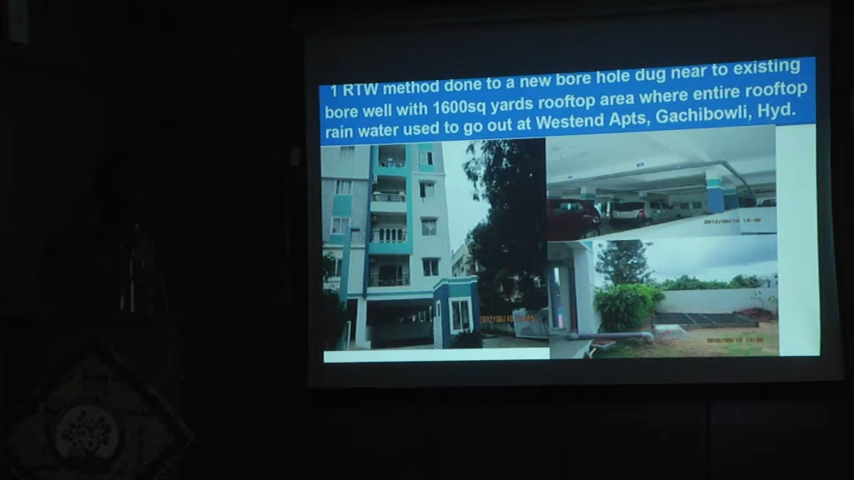 1 RTW method done to a new bore hole dug near to existing
bore well with 1600sq yards rooftop area where entire rooftop
rain water used to go out at Westend Apts, Gachibowli, Hyd.